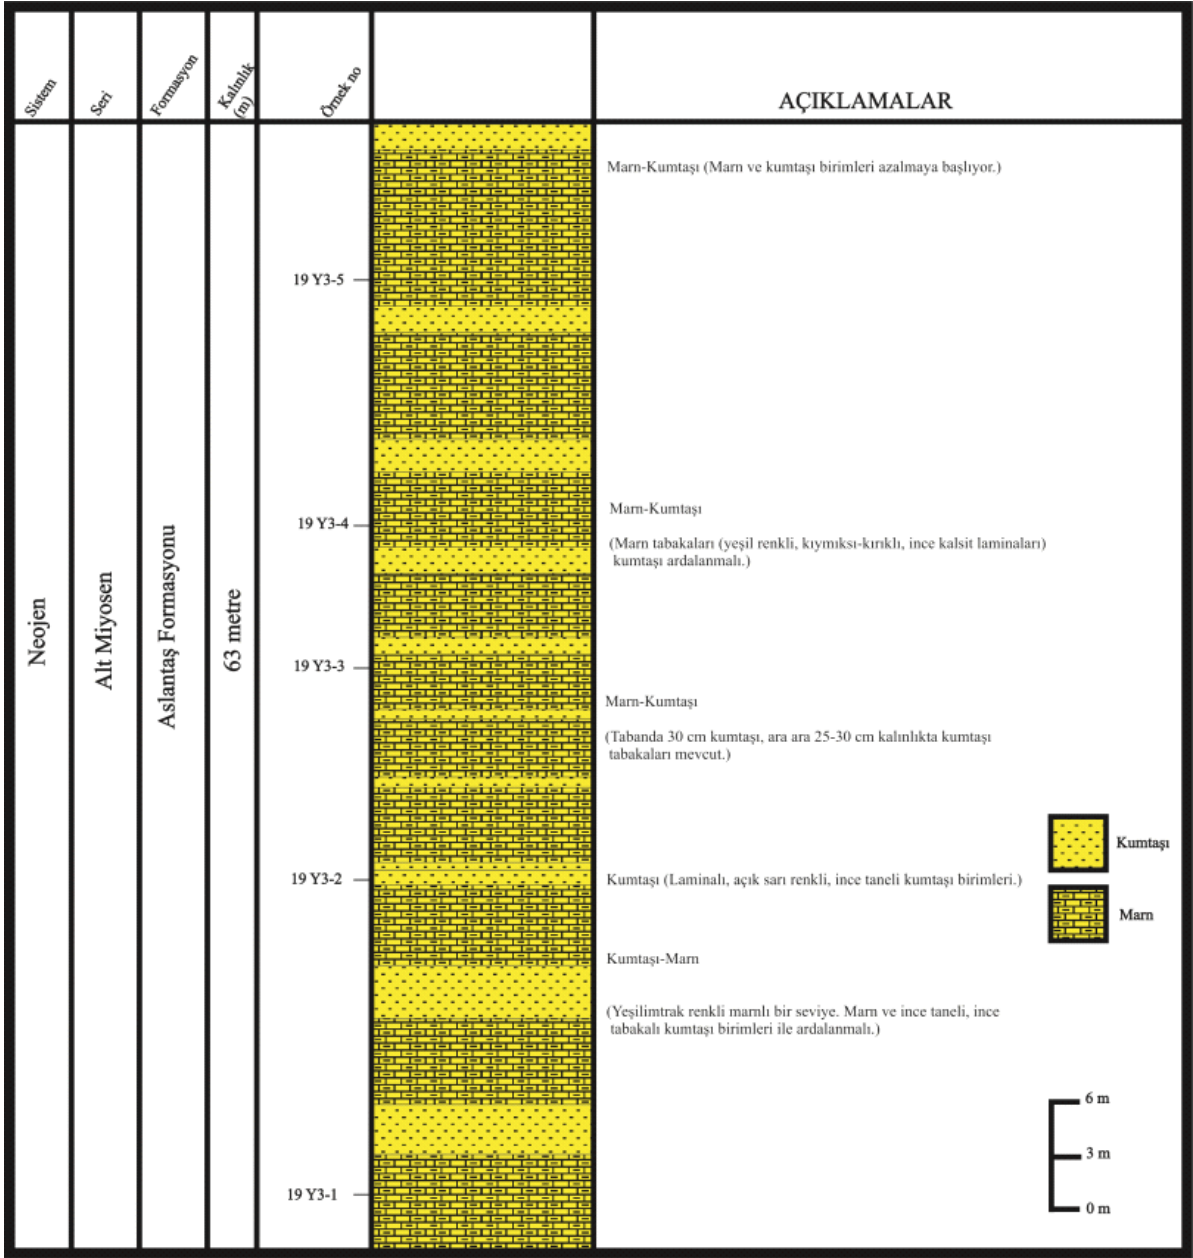 Sistem
Seri
Formasyon
Kalınlık
(m)
Örnek no
AÇIKLAMALAR
Neojen
Alt Miyosen
Aslantaş Formasyonu
63 metre
Marn-Kumtaşı (Marn ve kumtaşı birimleri azalmaya başlıyor.)
19 Y3-5
Marn-Kumtaşı
19 Y3-4
(Marn tabakaları (yeşil renkli, kıymıksı-kırıklı, ince kalsit laminaları)
kumtaşı ardalanmalı.)
19 Y3-3
Marn-Kumtaşı
(Tabanda 30 cm kumtaşı, ara ara 25-30 cm kalınlıkta kumtaşı
tabakaları mevcut.)
Kumtaşı
19 Y3-2
Kumtaşı (Laminalı, açık sarı renkli, ince taneli kumtaşı birimleri.)
Marn
Kumtaşı-Marn
(Yeşilimtrak renkli marnlı bir seviye. Marn ve ince taneli, ince
tabakalı kumtaşı birimleri ile ardalanmalı.)
6 m
3 m
19 Y3-1
0 m